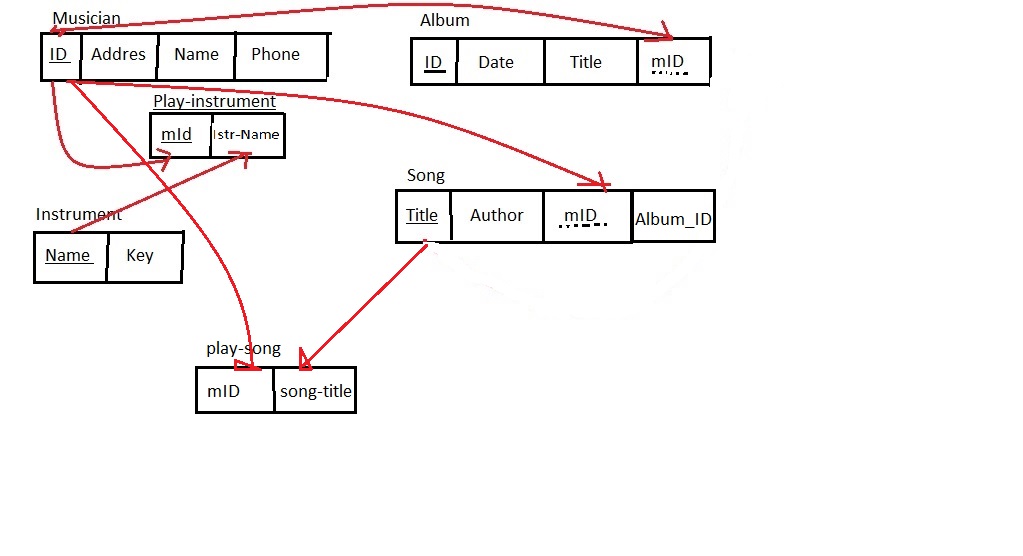 Musician
ID Addres Name Phone
Album
ID Date Title mID
Play-instrument
mId Istr-Name
Song
Title Author mID Album_ID
Instrument
Name Key
play-song
mID song-title